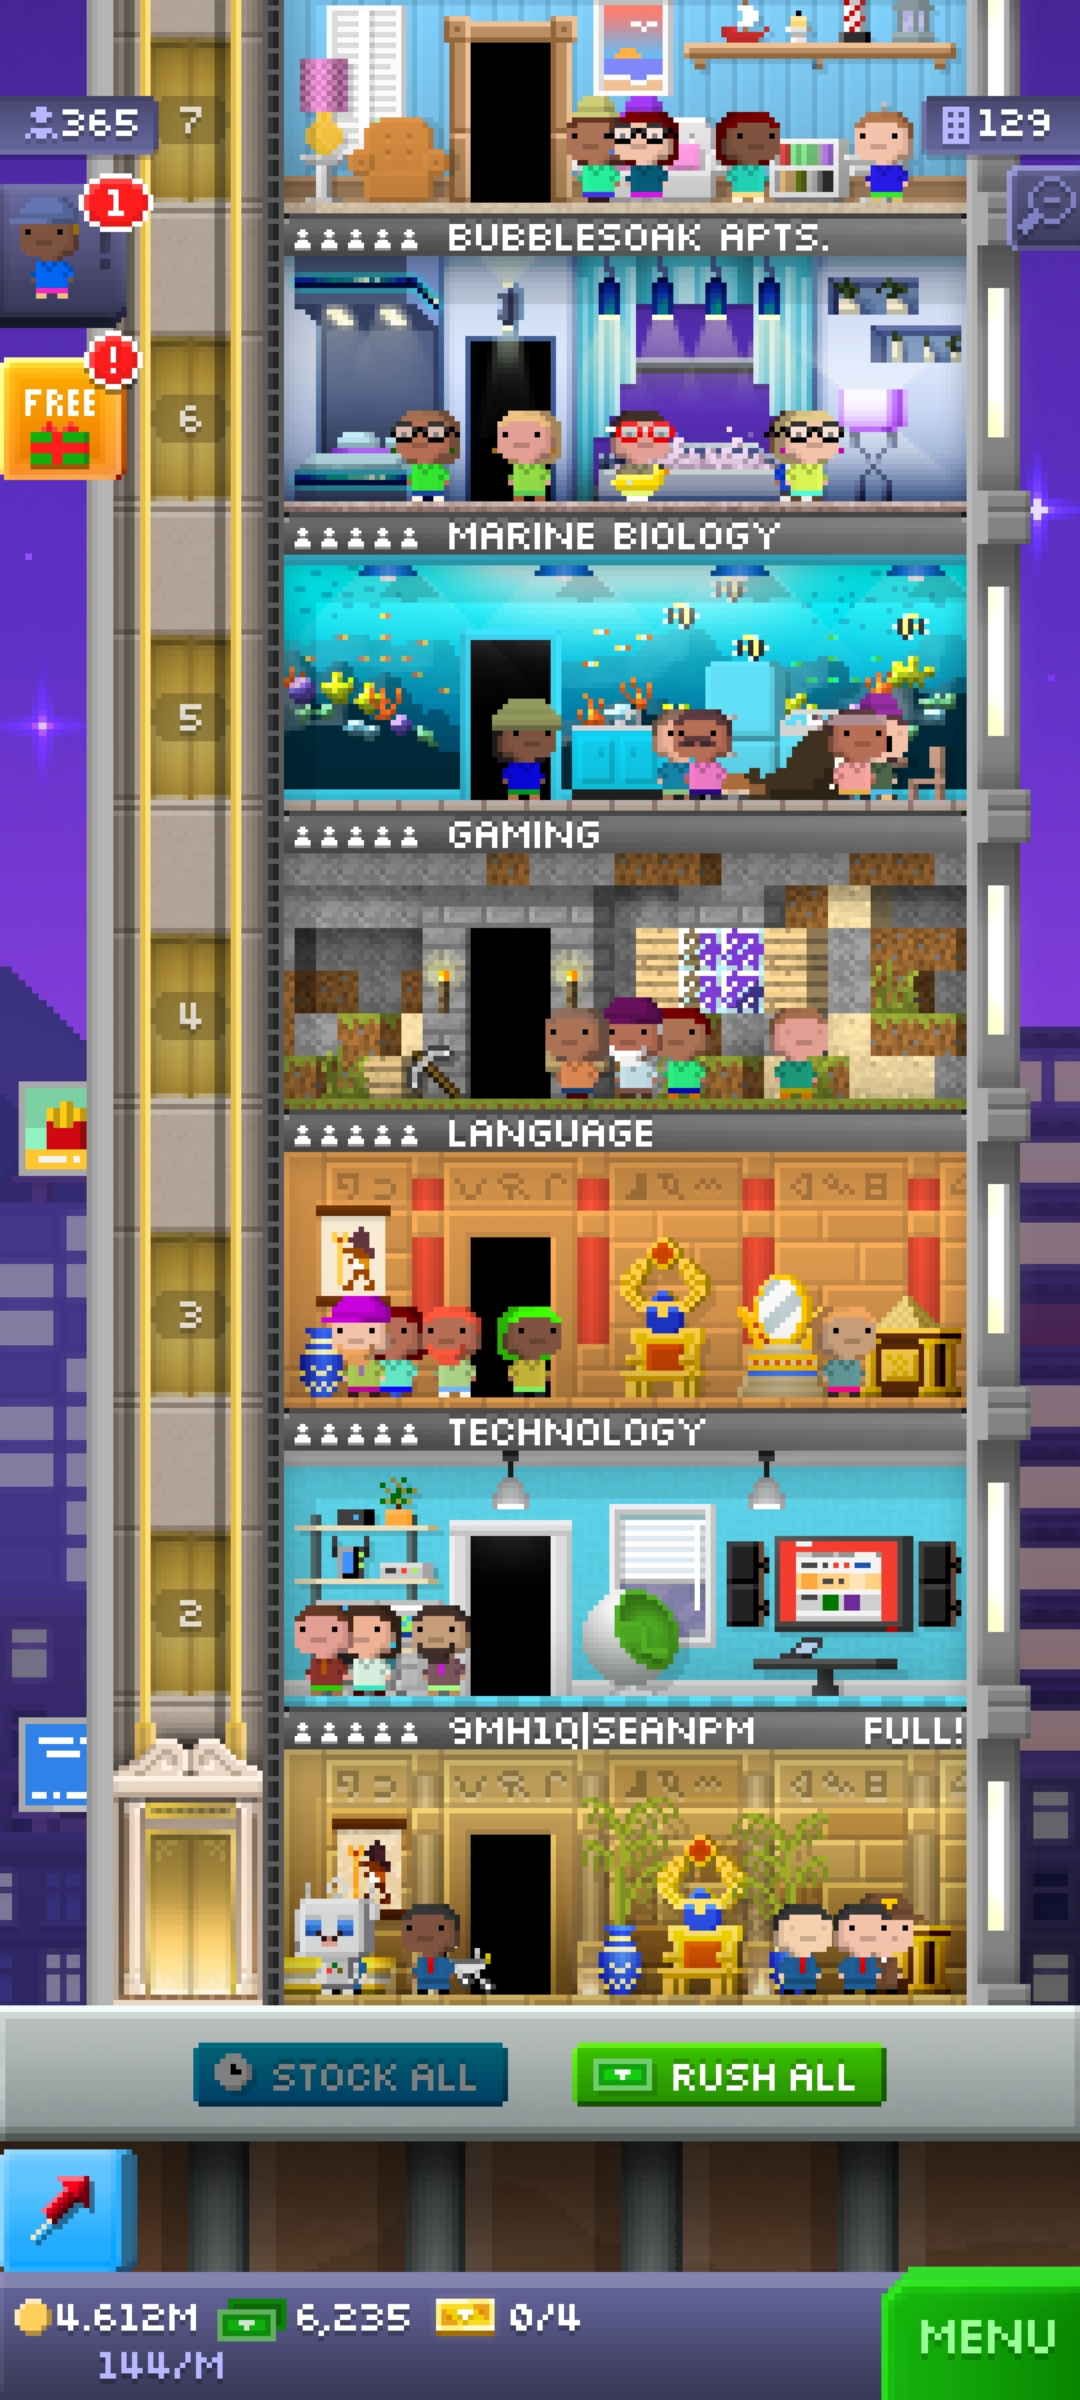 7
365
129
1
BUBBLESOAK APTS.
FREE
!
6
MARINE BIOLOGY
5
GAMING
4
LANGUAGE
3
TECHNOLOGY
2
9MH1Q|SEANPM FULL!
STOCK ALL
RUSH ALL
4.612M 6,235 0/4
144/M
MENU